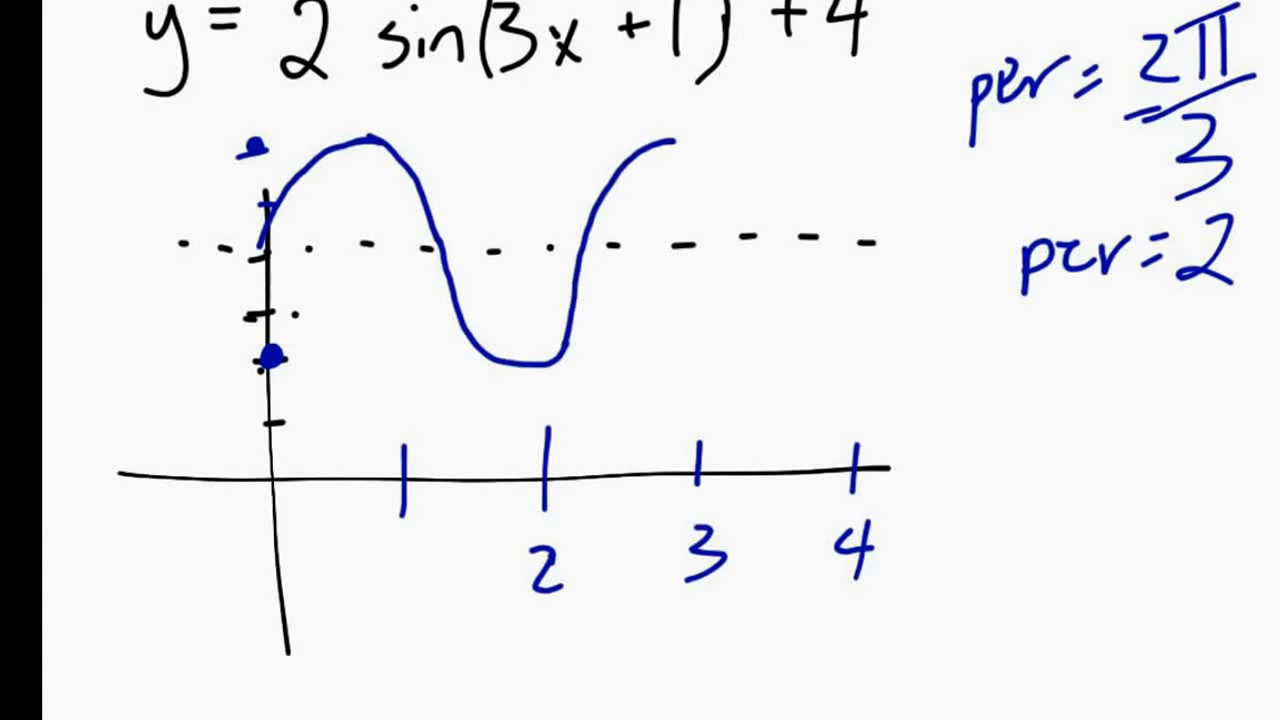 y = 2 sin(3x + 1) + 4
per = 2π/3
per = 2
2 3 4